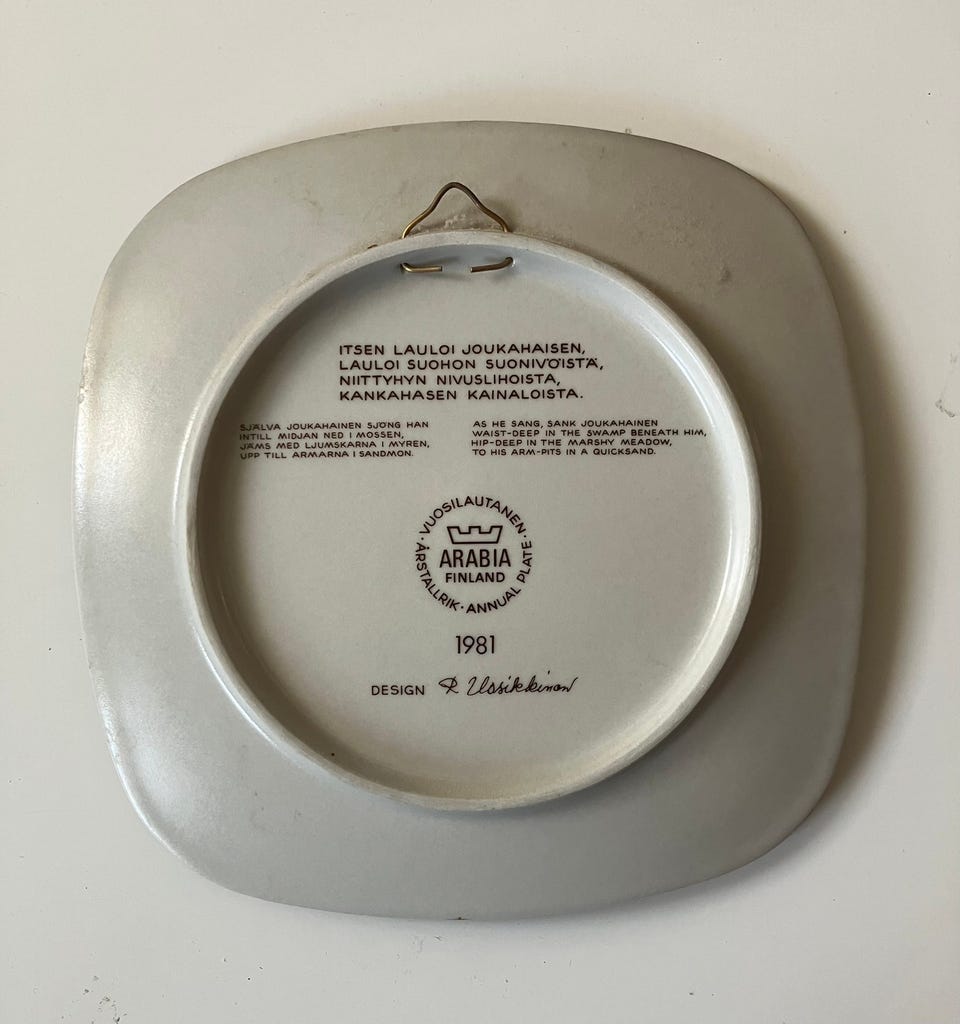 ITSEN LAULOI JOUKAHAISEN,
LAULOI SUOHON SUONIVÖISTÄ,
NIITTYHYN NIVUSLIHOISTA,
KANKAHASEN KAINALOISTA.
SJÄLVA JOUKAHAINEN SJÖNG HAN
INTILL MIDJAN NED I MOSSEN,
JÄMS MED LJUMSKARNA I MYREN,
UPP TILL ARMARNA I SANDMON.
AS HE SANG, SANK JOUKAHAINEN
WAIST-DEEP IN THE SWAMP BENEATH HIM,
HIP-DEEP IN THE MARSHY MEADOW,
TO HIS ARM-PITS IN A QUICKSAND.
· VUOSILAUTANEN · ANNUAL PLATE · ÅRSTALLRIK
ARABIA
FINLAND
1981
DESIGN R. Uosikkinen